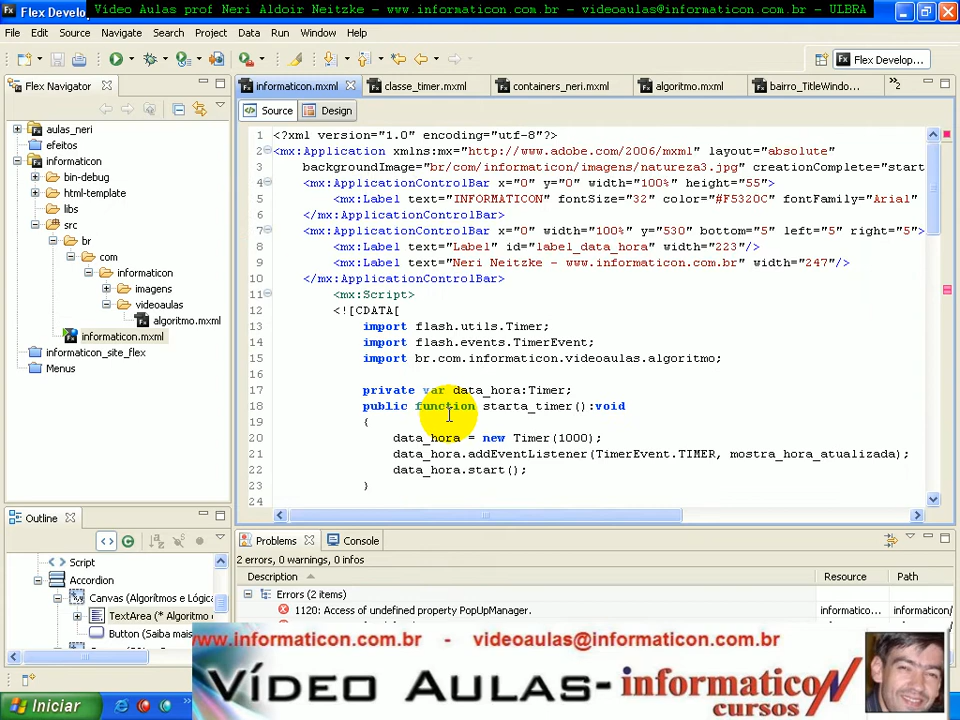 Flex Develo
Vídeo Aulas prof Neri Aldoir Neitzke - www.informaticon.com.br - videoaulas@informaticon.com.br - ULBRA
File Edit Source Navigate Search Project Data Run Window Help
Flex Develop...
Flex Navigator
informaticon.mxml classe_timer.mxml containers_neri.mxml algoritmo.mxml bairro_TitleWindo... »2
Source Design
aulas_neri
efeitos
informaticon
bin-debug
html-template
libs
src
br
com
informaticon
imagens
videoaulas
algoritmo.mxml
informaticon.mxml
informaticon_site_flex
Menus
1 <?xml version="1.0" encoding="utf-8"?>
2 <mx:Application xmlns:mx="http://www.adobe.com/2006/mxml" layout="absolute"
3 backgroundImage="br/com/informaticon/imagens/natureza3.jpg" creationComplete="start
4 <mx:ApplicationControlBar x="0" y="0" width="100%" height="55">
5 <mx:Label text="INFORMATICON" fontSize="32" color="#F5320C" fontFamily="Arial"
6 </mx:ApplicationControlBar>
7 <mx:ApplicationControlBar x="0" width="100%" y="530" bottom="5" left="5" right="5">
8 <mx:Label text="Label" id="label_data_hora" width="223"/>
9 <mx:Label text="Neri Neitzke - www.informaticon.com.br" width="247"/>
10 </mx:ApplicationControlBar>
11 <mx:Script>
12 <![CDATA[
13 import flash.utils.Timer;
14 import flash.events.TimerEvent;
15 import br.com.informaticon.videoaulas.algoritmo;
16
17 private var data_hora:Timer;
18 public function starta_timer():void
19 {
20 data_hora = new Timer(1000);
21 data_hora.addEventListener(TimerEvent.TIMER, mostra_hora_atualizada);
22 data_hora.start();
23 }
24
Outline
Script
Accordion
Canvas (Algoritmos e Lógica
TextArea (* Algoritmo
Button (Saiba mais
Problems Console
2 errors, 0 warnings, 0 infos
Description Resource Path
Errors (2 items)
1120: Access of undefined property PopUpManager. informatico... informaticon/
www.informaticon.com.br - videoaulas@informaticon.com.br
Vídeo Aulas- informaticoN
cursos
Iniciar